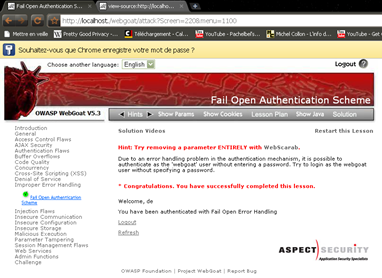 Fail Open Authentication S
view-source:http://localho
http://localhost./webgoat/attack?Screen=220&menu=1100
Mettre en veille
Pretty Good Privacy -
Téléchargement - Cal
YouTube - Pachelbel's
Michel Collon - L'info d
YouTu
Souhaitez-vous que Chrome enregistre votre mot de passe ?
Choose another language: English
Logout
Fail Open Authentication Scheme
OWASP WebGoat V5.3
Hints
Show Params
Show Cookies
Lesson Plan
Show Java
Solution
Introduction
General
Access Control Flaws
AJAX Security
Authentication Flaws
Buffer Overflows
Code Quality
Concurrency
Cross-Site Scripting (XSS)
Denial of Service
Improper Error Handling
Fail Open Authentication
Scheme
Injection Flaws
Insecure Communication
Insecure Configuration
Insecure Storage
Malicious Execution
Parameter Tampering
Session Management Flaws
Web Services
Admin Functions
Challenge
Solution Videos
Restart this Lesson
Hint: Try removing a parameter ENTIRELY with WebScarab.
Due to an error handling problem in the authentication mechanism, it is possible to
authenticate as the 'webgoat' user without entering a password. Try to login as the webgoat
user without specifying a password.
* Congratulations. You have successfully completed this lesson.
Welcome, de
You have been authenticated with Fail Open Error Handling
Logout
Refresh
ASPECT SECURITY
Application Security Specialists
OWASP Foundation | Project WebGoat | Report Bug